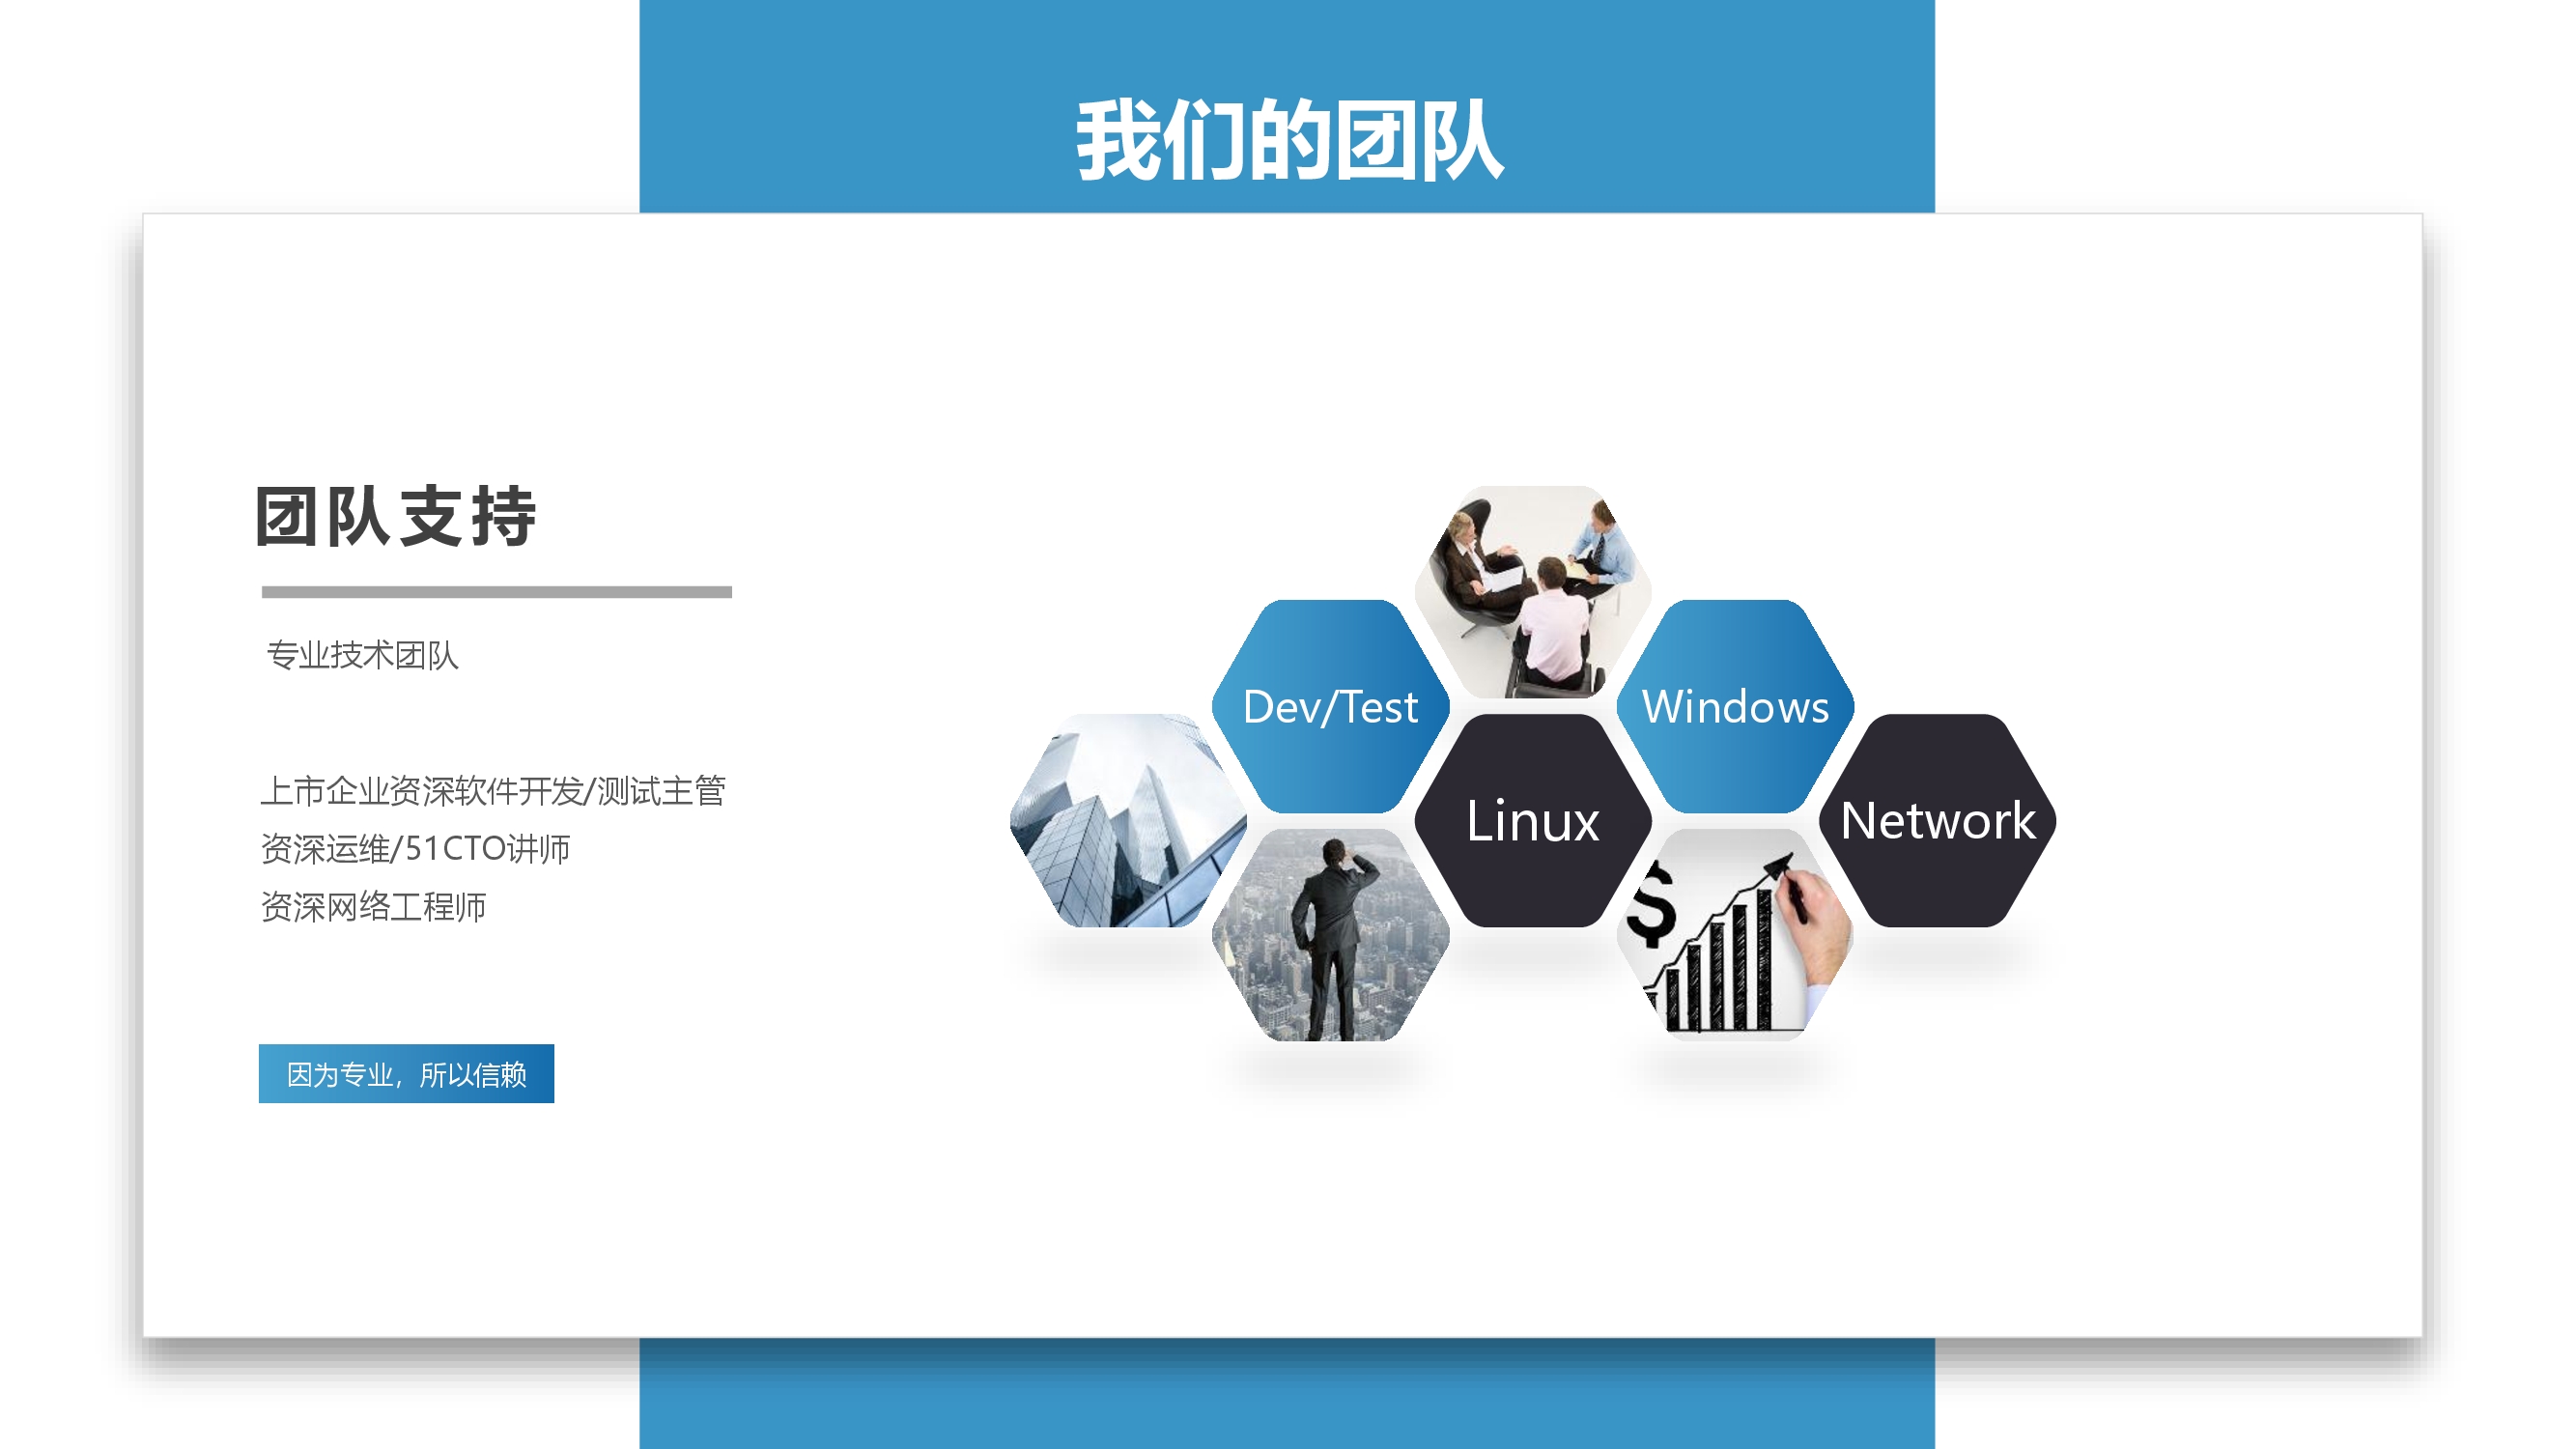 我们的团队
团队支持
专业技术团队
上市企业资深软件开发/测试主管
资深运维/51CTO讲师
资深网络工程师
因为专业，所以信赖
Dev/Test
Windows
Linux
Network
$